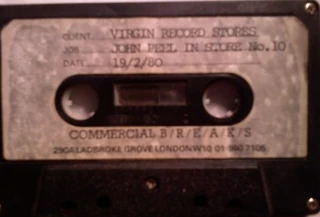 CLIENT VIRGIN RECORD STORES
JOB JOHN PEEL IN STORE No.10
DATE 19/2/80
COMMERCIAL B/R/E/A/K/S
290A LADBROKE GROVE LONDON W10 01-960 7105